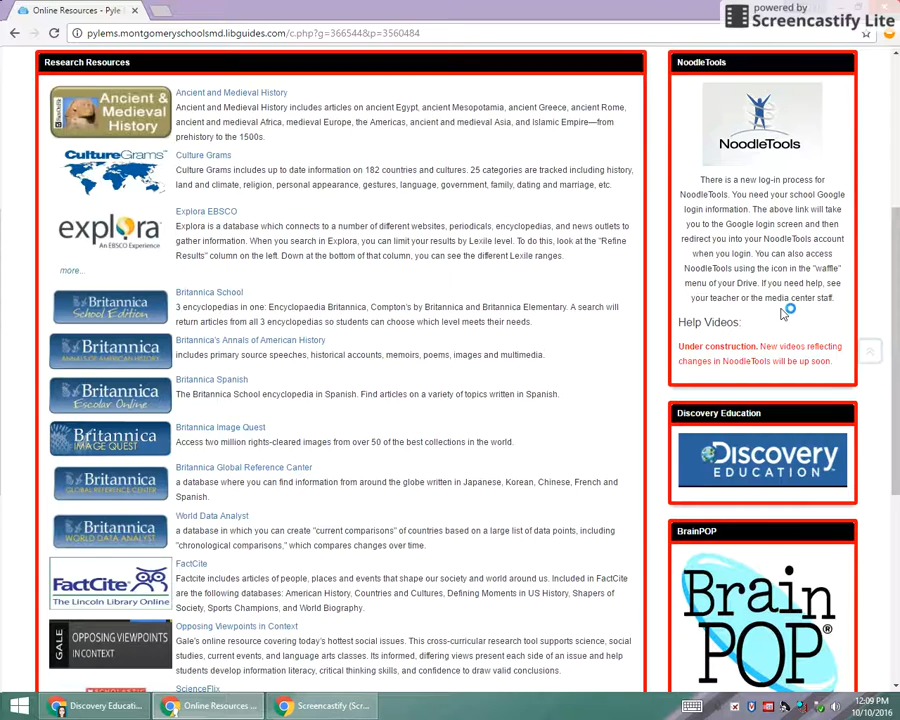 Online Resources - Pyle
powered by
Screencastify Lite
pylems.montgomeryschoolsmd.libguides.com/c.php?g=366544&p=3560484
Research Resources
Ancient & Medieval History
Ancient and Medieval History
Ancient and Medieval History includes articles on ancient Egypt, ancient Mesopotamia, ancient Greece, ancient Rome,
ancient and medieval Africa, medieval Europe, the Americas, ancient and medieval Asia, and Islamic Empire—from
prehistory to the 1500s.
CultureGrams™
Culture Grams
Culture Grams includes up to date information on 182 countries and cultures. 25 categories are tracked including history,
land and climate, religion, personal appearance, gestures, language, government, family, dating and marriage, etc.
explora
An EBSCO Experience
Explora EBSCO
Explora is a database which connects to a number of different websites, periodicals, encyclopedias, and news outlets to
gather information. When you search in Explora, you can limit your results by Lexile level. To do this, look at the "Refine
Results" column on the left. Down at the bottom of that column, you can see the different Lexile ranges.
more...
Britannica
School Edition
Britannica School
3 encyclopedias in one: Encyclopaedia Britannica, Compton's by Britannica and Britannica Elementary. A search will
return articles from all 3 encyclopedias so students can choose which level meets their needs.
Britannica
ANNALS OF AMERICAN HISTORY
Britannica's Annals of American History
includes primary source speeches, historical accounts, memoirs, poems, images and multimedia.
Britannica
Escolar Online
Britannica Spanish
The Britannica School encyclopedia in Spanish. Find articles on a variety of topics written in Spanish.
Britannica
IMAGE QUEST
Britannica Image Quest
Access two million rights-cleared images from over 50 of the best collections in the world.
Britannica
GLOBAL REFERENCE CENTER
Britannica Global Reference Canter
a database where you can find information from around the globe written in Japanese, Korean, Chinese, French and
Spanish.
Britannica
WORLD DATA ANALYST
World Data Analyst
a database in which you can create "current comparisons" of countries based on a large list of data points, including
"chronological comparisons," which compares changes over time.
FactCite
The Lincoln Library Online
FactCite
Factcite includes articles of people, places and events that shape our society and world around us. Included in FactCite
are the following databases: American History, Countries and Cultures, Defining Moments in US History, Shapers of
Society, Sports Champions, and World Biography.
GALE
OPPOSING VIEWPOINTS
IN CONTEXT
Opposing Viewpoints in Context
Gale's online resource covering today's hottest social issues. This cross-curricular research tool supports science, social
studies, current events, and language arts classes. Its informed, differing views present each side of an issue and help
students develop information literacy, critical thinking skills, and confidence to draw valid conclusions.
SCHOLASTIC
ScienceFlix
NoodleTools
NoodleTools
There is a new log-in process for
NoodleTools. You need your school Google
login information. The above link will take
you to the Google login screen and then
redirect you into your NoodleTools account
when you login. You can also access
NoodleTools using the icon in the "waffle"
menu of your Drive. If you need help, see
your teacher or the media center staff.
Help Videos:
Under construction. New videos reflecting
changes in NoodleTools will be up soon.
Discovery Education
Discovery
EDUCATION
BrainPOP
Brain
POP®
Discovery Educati...
Online Resources ...
Screencastify (Scr...
12:09 PM
10/10/2016